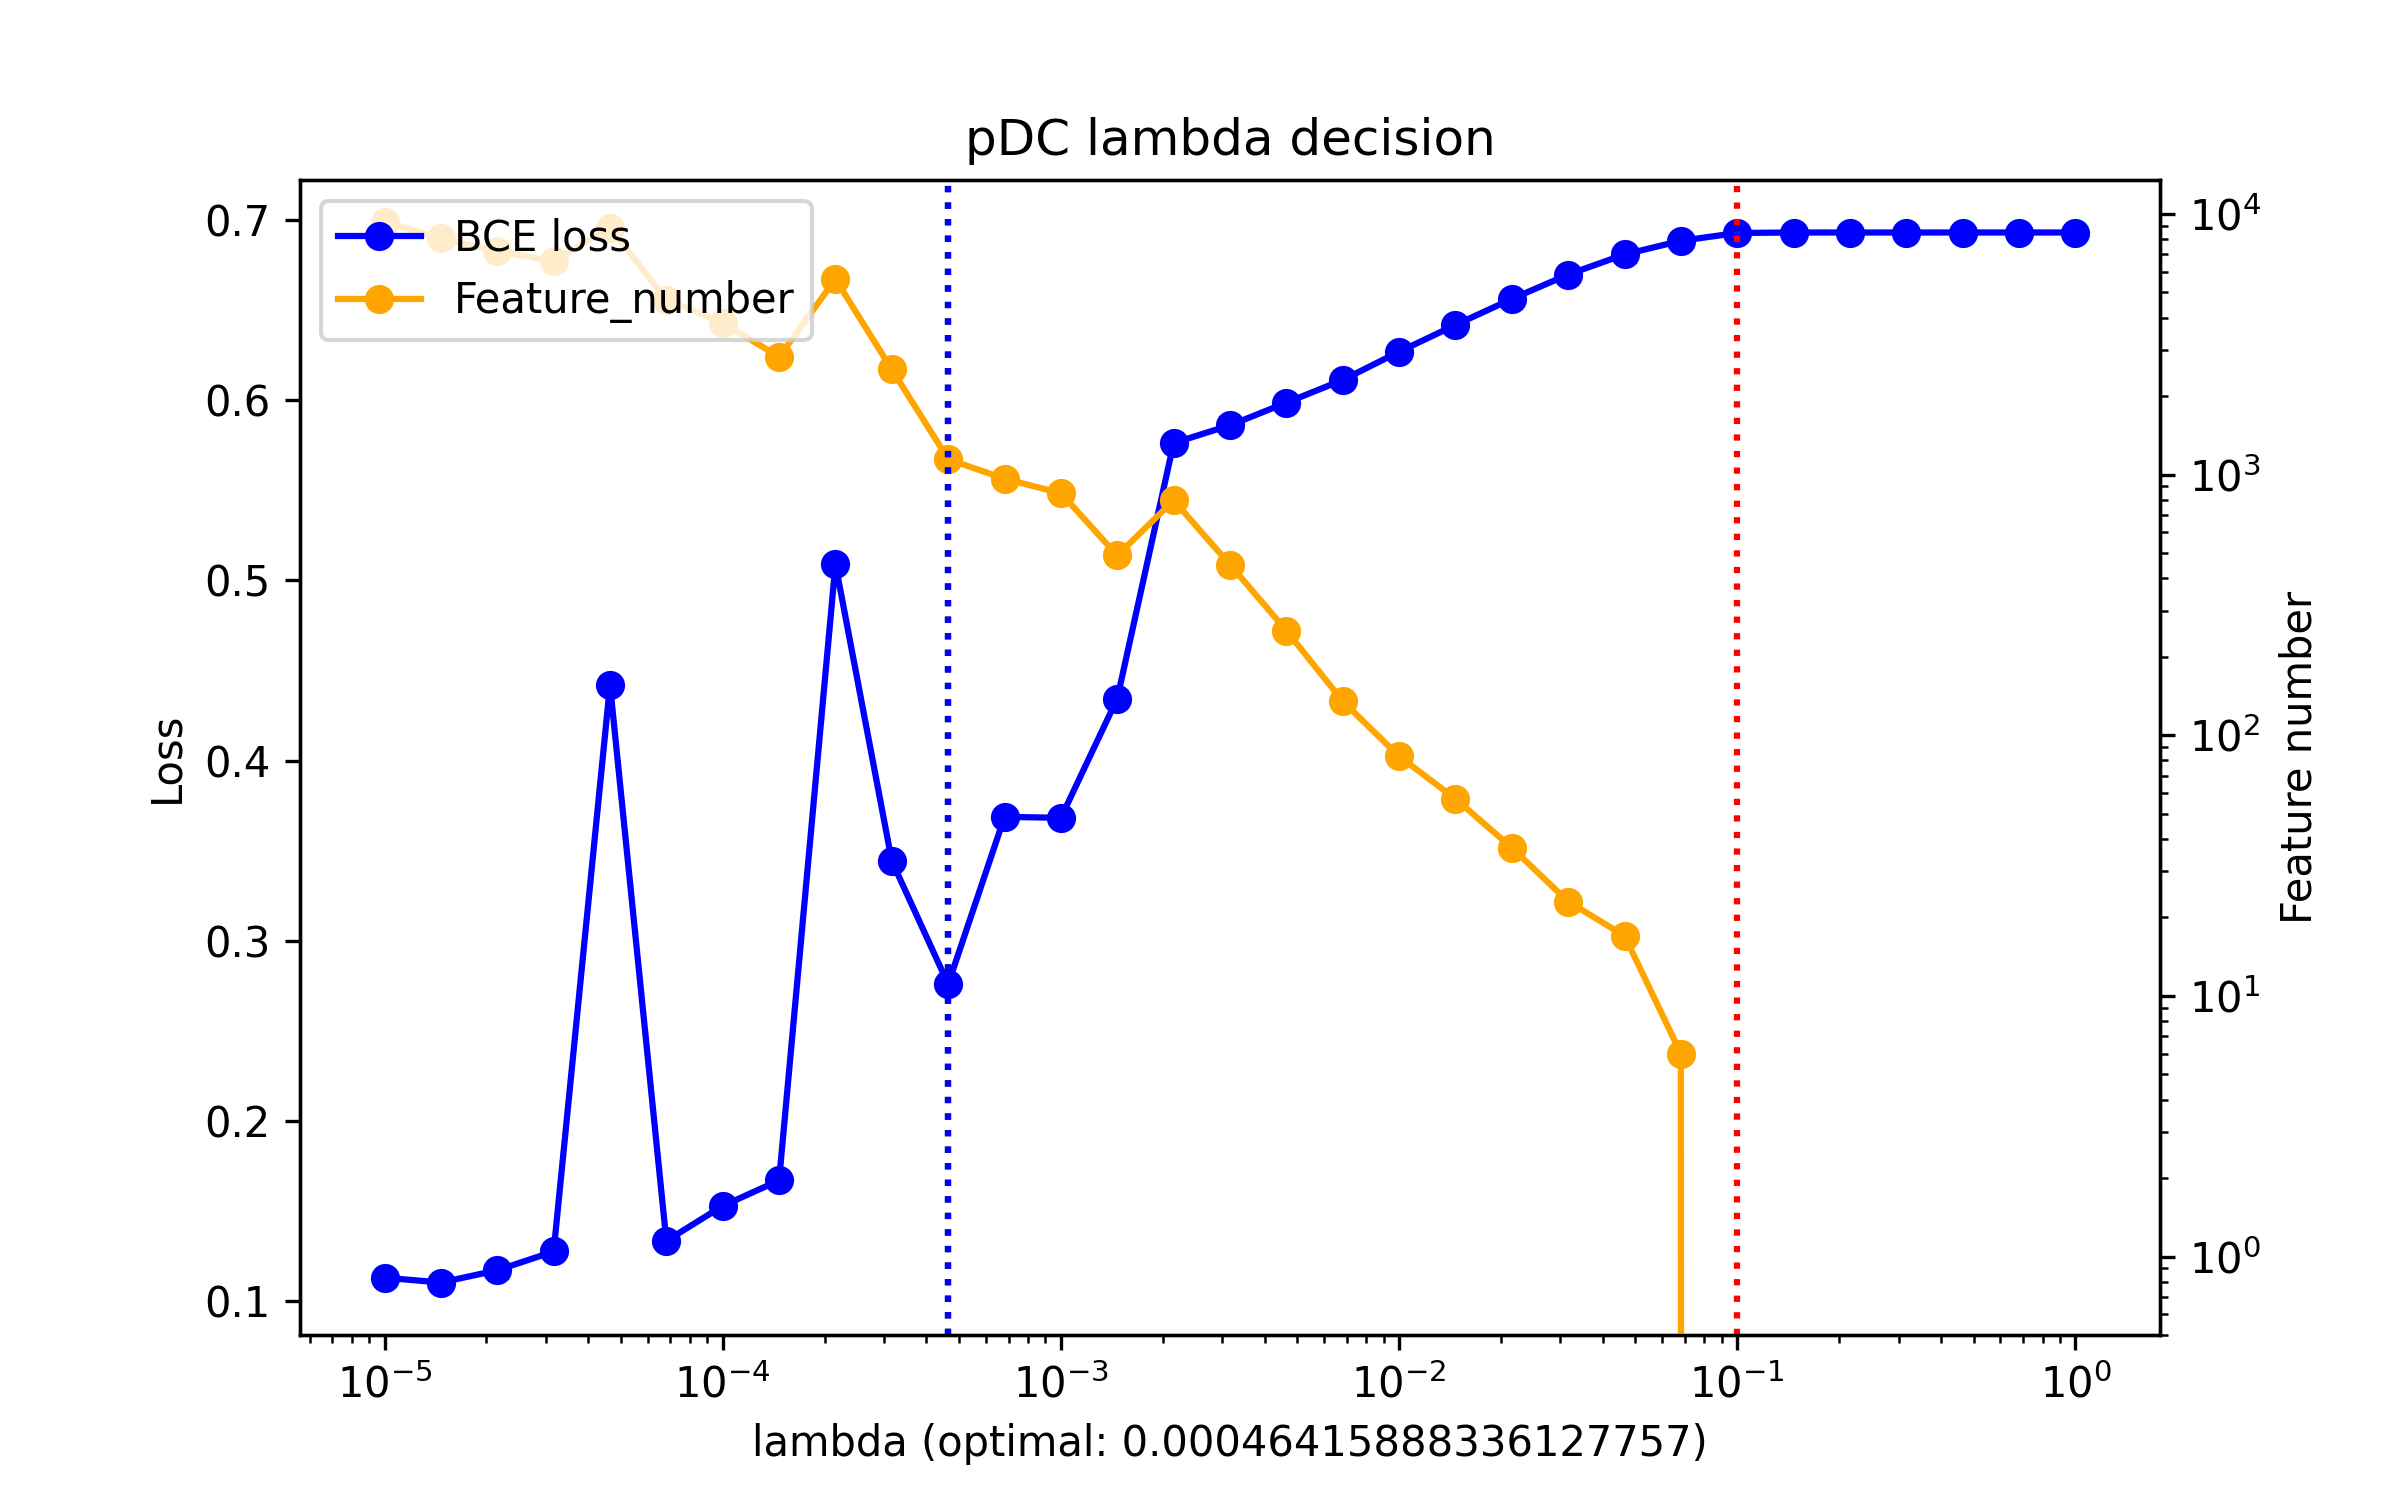 pDC lambda decision
BCE loss
Feature_number
0.7
0.6
0.5
0.4
0.3
0.2
0.1
Loss
10⁴
10³
10²
10¹
10⁰
Feature number
10⁻⁵ 10⁻⁴ 10⁻³ 10⁻² 10⁻¹ 10⁰
lambda (optimal: 0.00046415888336127757)